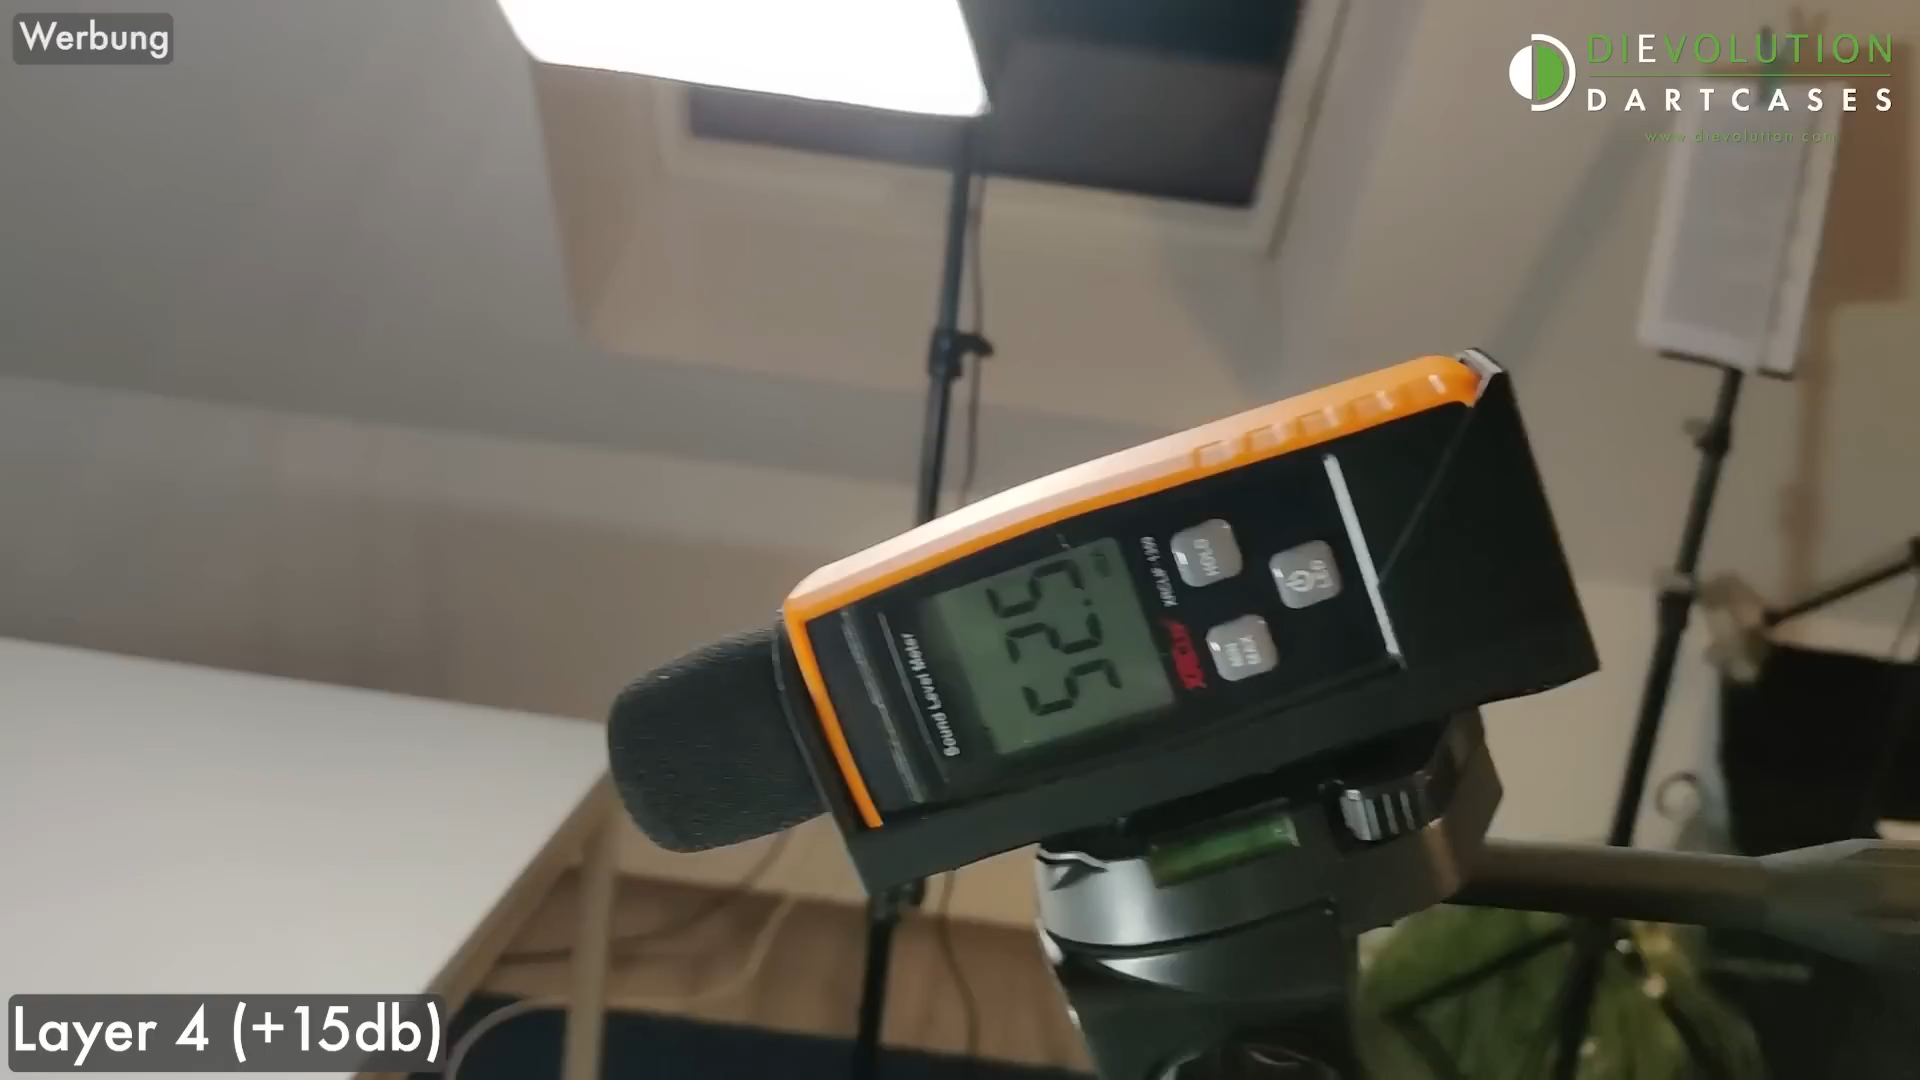 Werbung
DIEVOLUTION
DARTCASES
www.dievolution.com
Sound Level Meter
52.5
HOLD
MIN
MAX
Layer 4 (+15db)